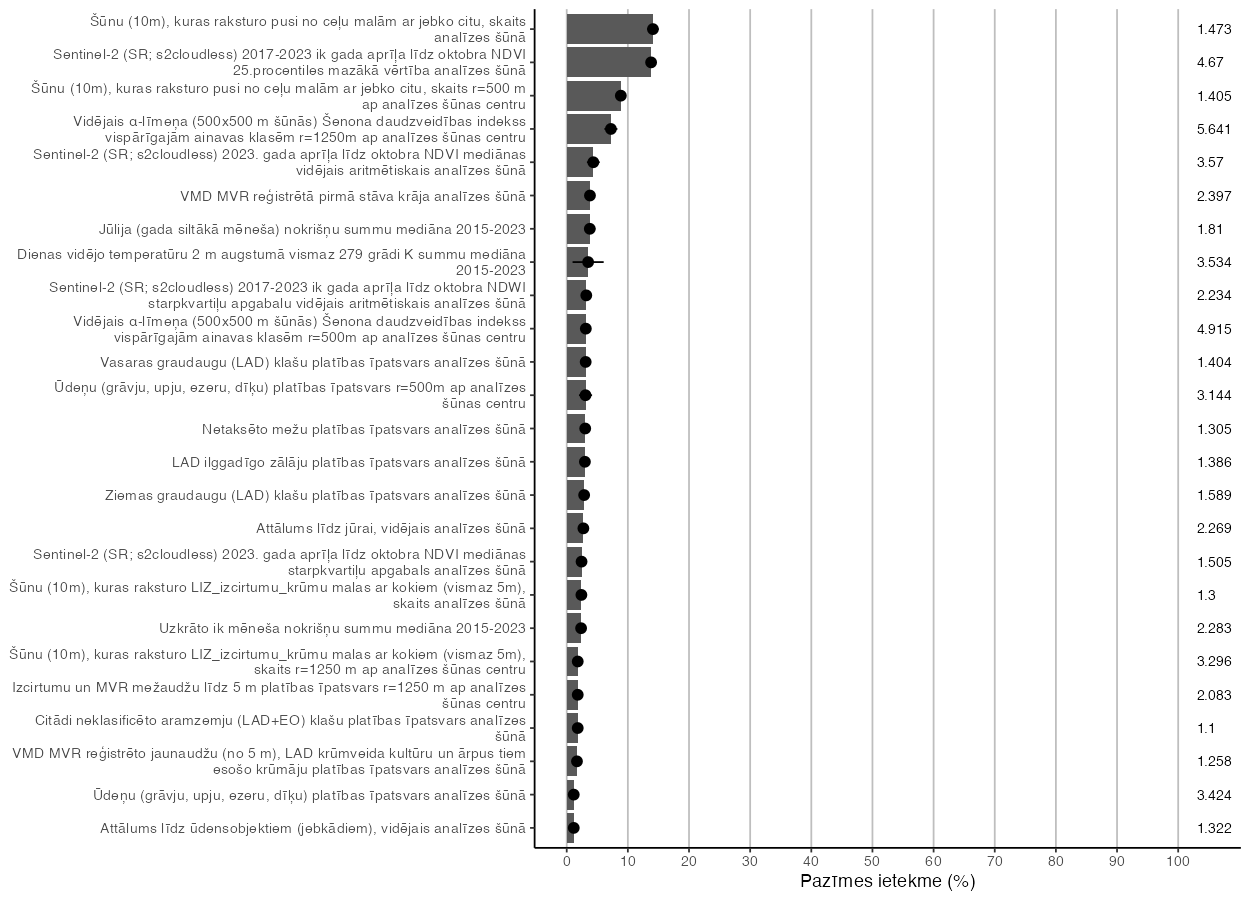 Šūnu (10m), kuras raksturo pusi no ceļu malām ar jebko citu, skaits
analīzes šūnā
1.473
Sentinel-2 (SR; s2cloudless) 2017-2023 ik gada aprīļa līdz oktobra NDVI
25.procentiles mazākā vērtība analīzes šūnā
4.67
Šūnu (10m), kuras raksturo pusi no ceļu malām ar jebko citu, skaits r=500 m
ap analīzes šūnas centru
1.405
Vidējais α-līmeņa (500x500 m šūnās) Šenona daudzveidības indekss
vispārīgajām ainavas klasēm r=1250m ap analīzes šūnas centru
5.641
Sentinel-2 (SR; s2cloudless) 2023. gada aprīļa līdz oktobra NDVI mediānas
vidējais aritmētiskais analīzes šūnā
3.57
VMD MVR reģistrētā pirmā stāva krāja analīzes šūnā
2.397
Jūlija (gada siltākā mēneša) nokrišņu summu mediāna 2015-2023
1.81
Dienas vidējo temperatūru 2 m augstumā vismaz 279 grādi K summu mediāna
2015-2023
3.534
Sentinel-2 (SR; s2cloudless) 2017-2023 ik gada aprīļa līdz oktobra NDWI
starpkvartiļu apgabalu vidējais aritmētiskais analīzes šūnā
2.234
Vidējais α-līmeņa (500x500 m šūnās) Šenona daudzveidības indekss
vispārīgajām ainavas klasēm r=500m ap analīzes šūnas centru
4.915
Vasaras graudaugu (LAD) klašu platības īpatsvars analīzes šūnā
1.404
Ūdeņu (grāvju, upju, ezeru, dīķu) platības īpatsvars r=500m ap analīzes
šūnas centru
3.144
Netaksēto mežu platības īpatsvars analīzes šūnā
1.305
LAD ilggadīgo zālāju platības īpatsvars analīzes šūnā
1.386
Ziemas graudaugu (LAD) klašu platības īpatsvars analīzes šūnā
1.589
Attālums līdz jūrai, vidējais analīzes šūnā
2.269
Sentinel-2 (SR; s2cloudless) 2023. gada aprīļa līdz oktobra NDVI mediānas
starpkvartiļu apgabals analīzes šūnā
1.505
Šūnu (10m), kuras raksturo LIZ_izcirtumu_krūmu malas ar kokiem (vismaz 5m),
skaits analīzes šūnā
1.3
Uzkrāto ik mēneša nokrišņu summu mediāna 2015-2023
2.283
Šūnu (10m), kuras raksturo LIZ_izcirtumu_krūmu malas ar kokiem (vismaz 5m),
skaits r=1250 m ap analīzes šūnas centru
3.296
Izcirtumu un MVR mežaudžu līdz 5 m platības īpatsvars r=1250 m ap analīzes
šūnas centru
2.083
Citādi neklasificēto aramzemju (LAD+EO) klašu platības īpatsvars analīzes
šūnā
1.1
VMD MVR reģistrēto jaunaudžu (no 5 m), LAD krūmveida kultūru un ārpus tiem
esošo krūmāju platības īpatsvars analīzes šūnā
1.258
Ūdeņu (grāvju, upju, ezeru, dīķu) platības īpatsvars analīzes šūnā
3.424
Attālums līdz ūdensobjektiem (jebkādiem), vidējais analīzes šūnā
1.322
0 10 20 30 40 50 60 70 80 90 100
Pazīmes ietekme (%)